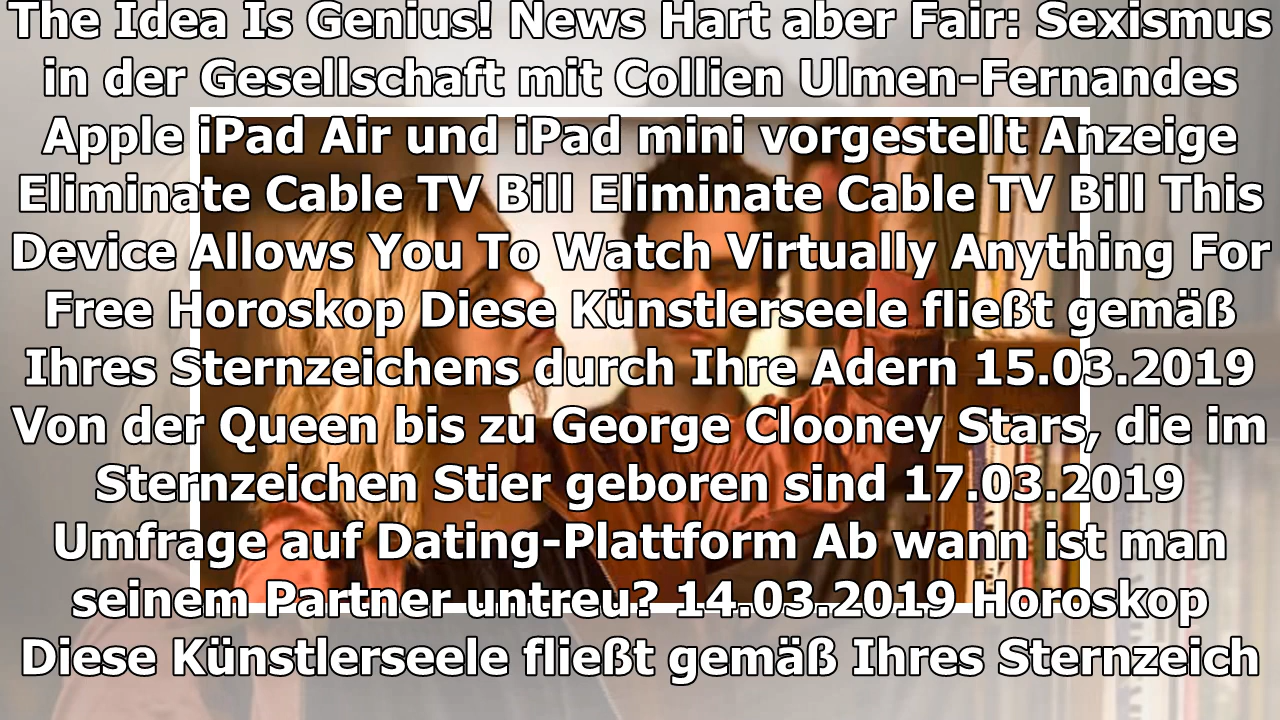 The Idea Is Genius! News Hart aber Fair: Sexismus
in der Gesellschaft mit Collien Ulmen-Fernandes
Apple iPad Air und iPad mini vorgestellt Anzeige
Eliminate Cable TV Bill Eliminate Cable TV Bill This
Device Allows You To Watch Virtually Anything For
Free Horoskop Diese Künstlerseele fließt gemäß
Ihres Sternzeichens durch Ihre Adern 15.03.2019
Von der Queen bis zu George Clooney Stars, die im
Sternzeichen Stier geboren sind 17.03.2019
Umfrage auf Dating-Plattform Ab wann ist man
seinem Partner untreu? 14.03.2019 Horoskop
Diese Künstlerseele fließt gemäß Ihres Sternzeich